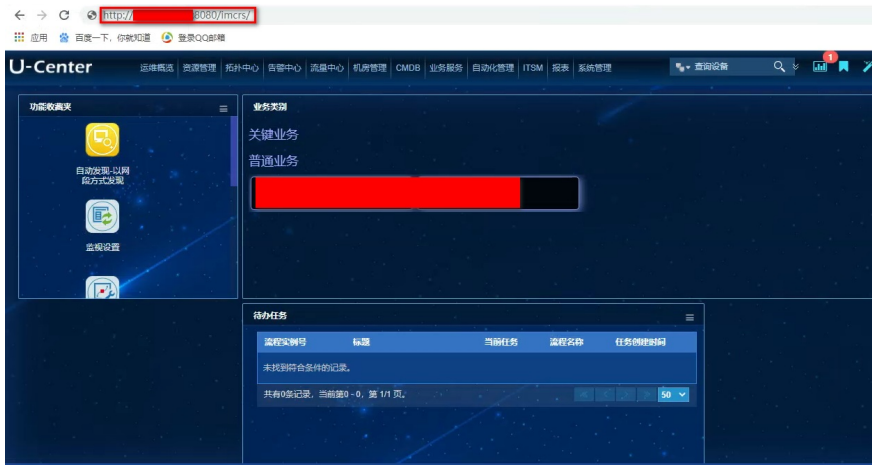 http:// 8080/imcrs/
应用 百度一下，你就知道 登录QQ邮箱
U-Center 运维概览 资源管理 拓扑中心 告警中心 流量中心 机房管理 CMDB 业务服务 自动化管理 ITSM 报表 系统管理 查询设备 1
功能收藏夹
自动发现-以网
段方式发现
监视设置
业务类别
关键业务
普通业务
待办任务
流程实例号 标题 当前任务 流程名称 任务创建时间
未找到符合条件的记录。
共有0条记录，当前第0 - 0，第 1/1 页。 50